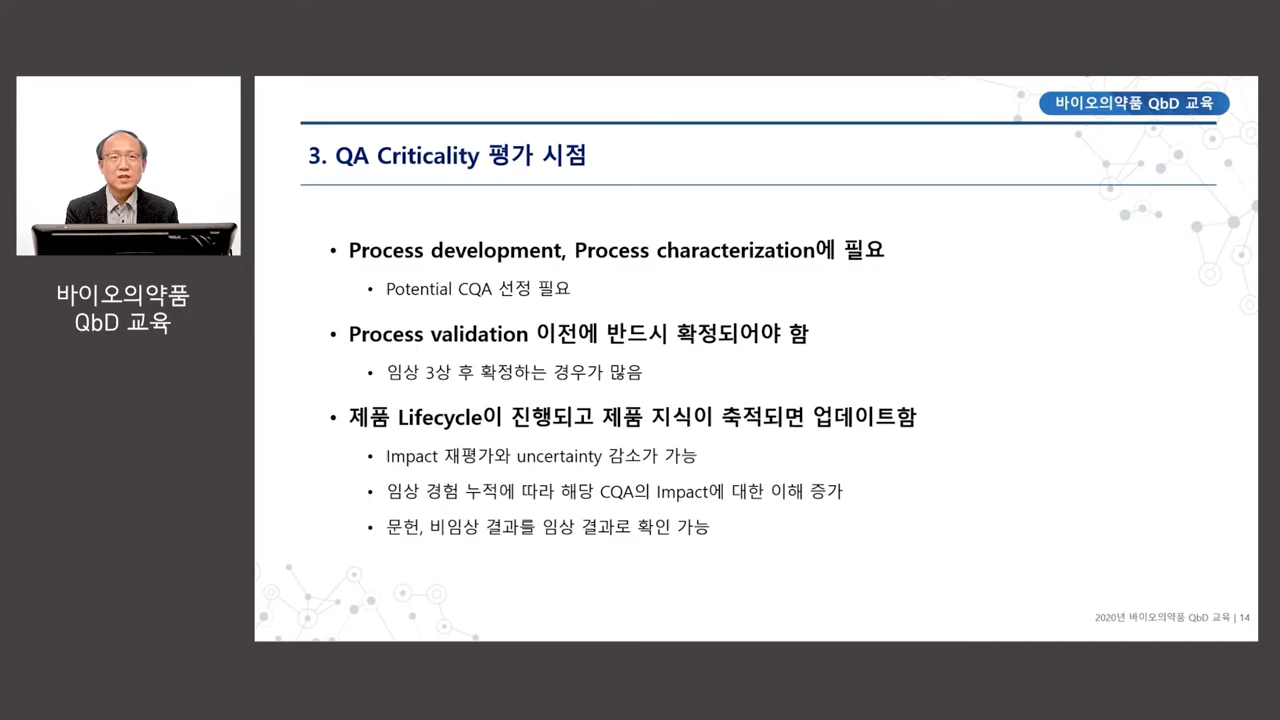 바이오의약품
QbD 교육
바이오의약품 QbD 교육
3. QA Criticality 평가 시점
• Process development, Process characterization에 필요
• Potential CQA 선정 필요
• Process validation 이전에 반드시 확정되어야 함
• 임상 3상 후 확정하는 경우가 많음
• 제품 Lifecycle이 진행되고 제품 지식이 축적되면 업데이트함
• Impact 재평가와 uncertainty 감소가 가능
• 임상 경험 누적에 따라 해당 CQA의 Impact에 대한 이해 증가
• 문헌, 비임상 결과를 임상 결과로 확인 가능
2020년 바이오의약품 QbD 교육 | 14